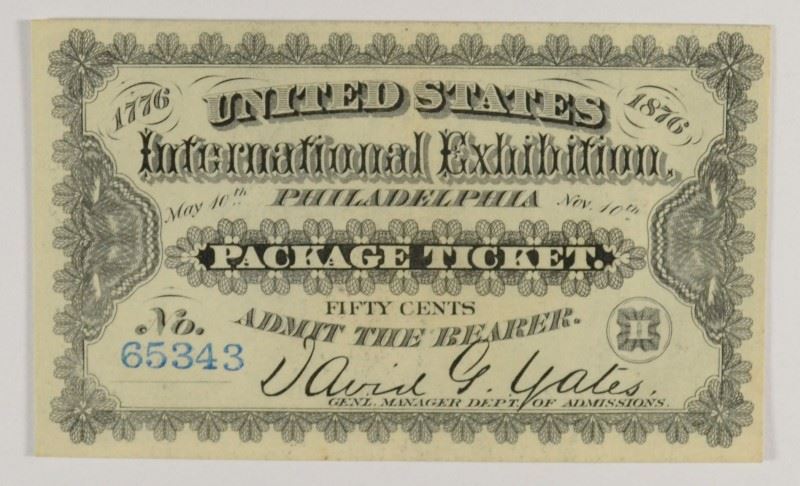 1776 UNITED STATES 1876
International Exhibition,
May 10th PHILADELPHIA Nov. 10th
PACKAGE TICKET.
FIFTY CENTS
No. ADMIT THE BEARER. H
65343
David G. Yates,
GENL. MANAGER DEPT. OF ADMISSIONS.